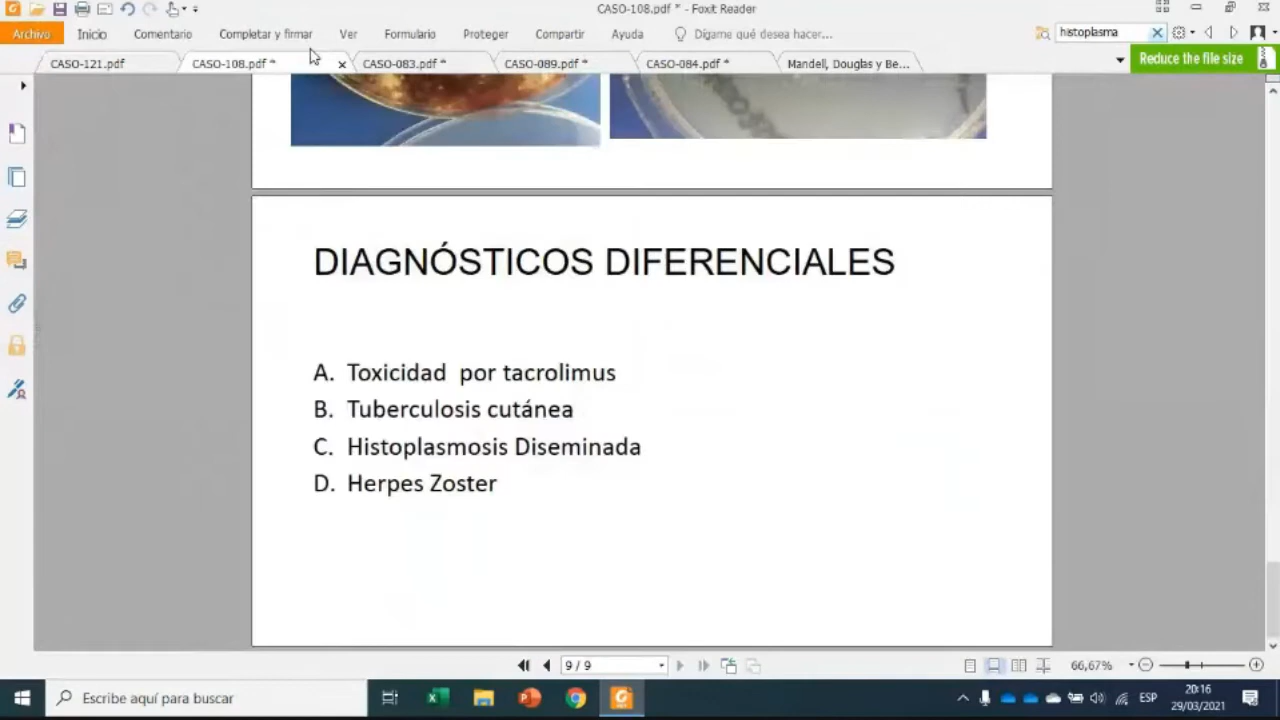 CASO-108.pdf * - Foxit Reader
Archivo Inicio Comentario Completar y firmar Ver Formulario Proteger Compartir Ayuda Dígame qué desea hacer... histoplasma
CASO-121.pdf CASO-108.pdf * CASO-083.pdf * CASO-089.pdf * CASO-084.pdf * Mandell, Douglas y Be... Reduce the file size
DIAGNÓSTICOS DIFERENCIALES
A. Toxicidad por tacrolimus
B. Tuberculosis cutánea
C. Histoplasmosis Diseminada
D. Herpes Zoster
9 / 9 66,67%
Escribe aquí para buscar ESP 20:16
29/03/2021